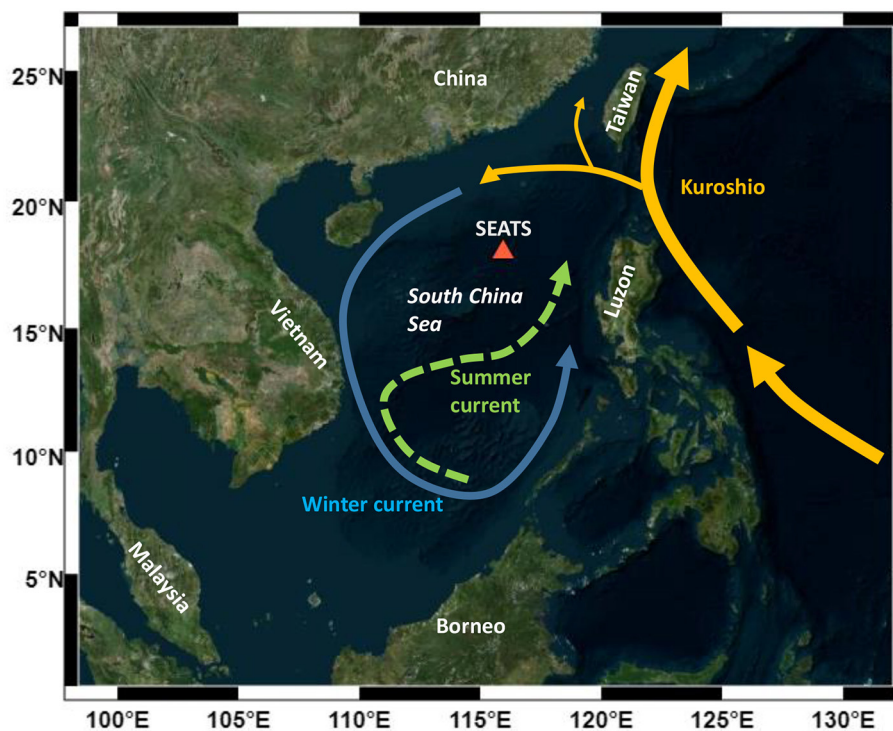 25°N
20°N
15°N
10°N
5°N
China
Taiwan
Kuroshio
SEATS
Luzon
South China
Sea
Vietnam
Summer
current
Winter current
Malaysia
Borneo
100°E
105°E
110°E
115°E
120°E
125°E
130°E